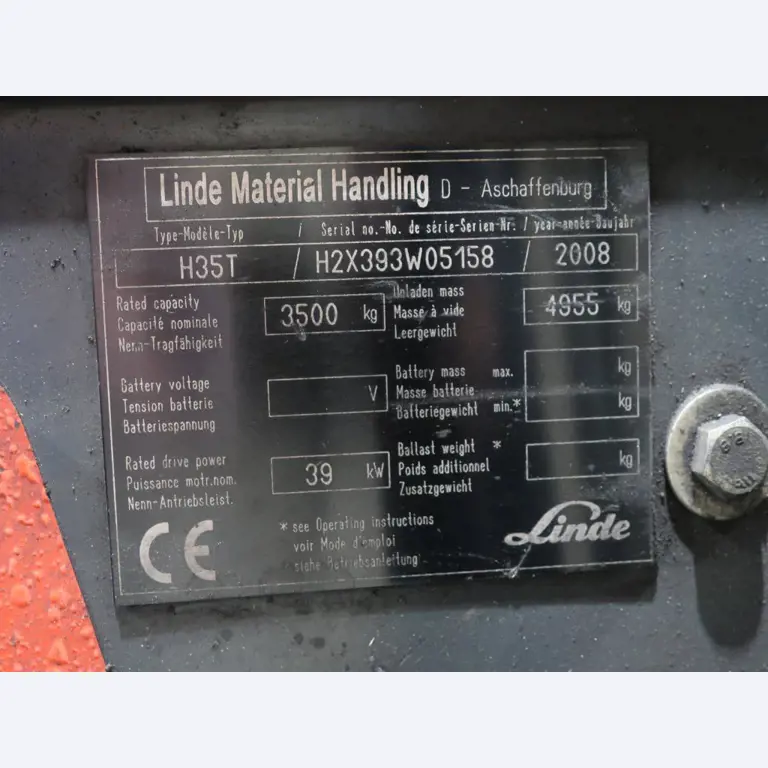 Linde Material Handling D - Aschaffenburg
Type-Modèle-Typ / Serial no.-No. de série-Serien-Nr. / year-année-Baujahr
H35T / H2X393W05158 / 2008
Rated capacity
Capacité nominale
Nenn-Tragfähigkeit
3500 kg
Unladen mass
Masse à vide
Leergewicht
4955 kg
Battery voltage
Tension batterie
Batteriespannung
V
Battery mass max.
Masse batterie
Batteriegewicht min.*
kg
kg
Rated drive power
Puissance motr.nom.
Nenn-Antriebsleist.
39 kW
Ballast weight *
Poids additionnel
Zusatzgewicht
kg
CE
* see Operating instructions
voir Mode d'emploi
siehe Betriebsanleitung
Linde
8.8